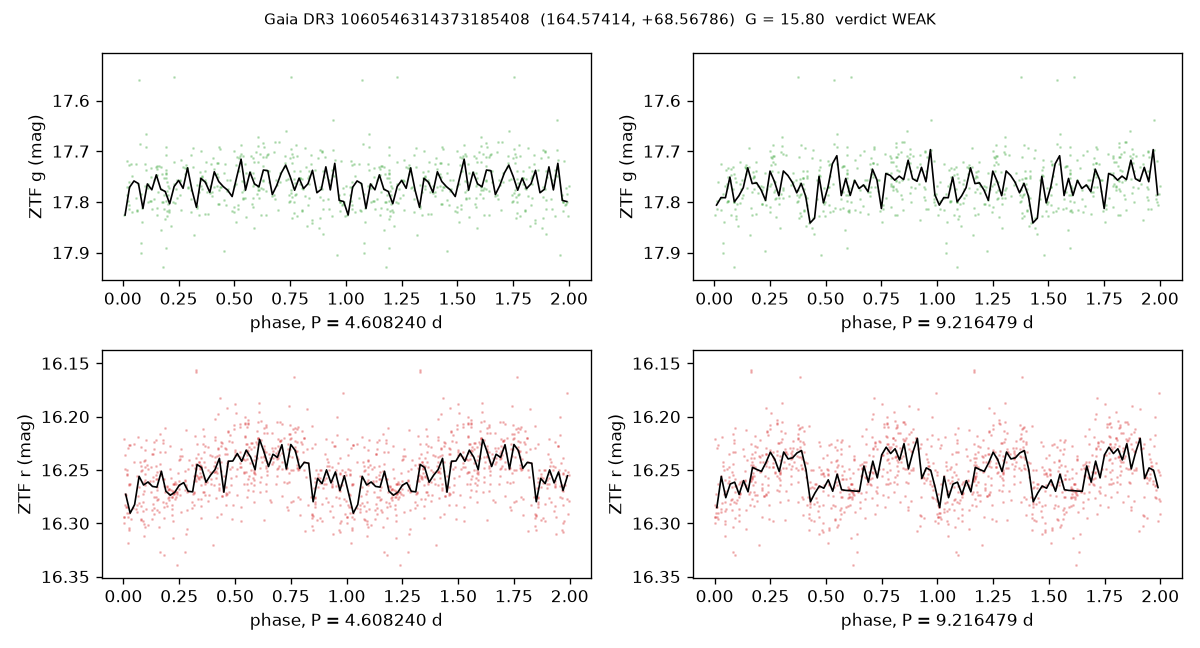 Gaia DR3 1060546314373185408 (164.57414, +68.56786) G = 15.80 verdict WEAK
ZTF g (mag)
17.6
17.7
17.8
17.9
0.00 0.25 0.50 0.75 1.00 1.25 1.50 1.75 2.00
phase, P = 4.608240 d
ZTF g (mag)
17.6
17.7
17.8
17.9
0.00 0.25 0.50 0.75 1.00 1.25 1.50 1.75 2.00
phase, P = 9.216479 d
ZTF r (mag)
16.15
16.20
16.25
16.30
16.35
0.00 0.25 0.50 0.75 1.00 1.25 1.50 1.75 2.00
phase, P = 4.608240 d
ZTF r (mag)
16.15
16.20
16.25
16.30
16.35
0.00 0.25 0.50 0.75 1.00 1.25 1.50 1.75 2.00
phase, P = 9.216479 d